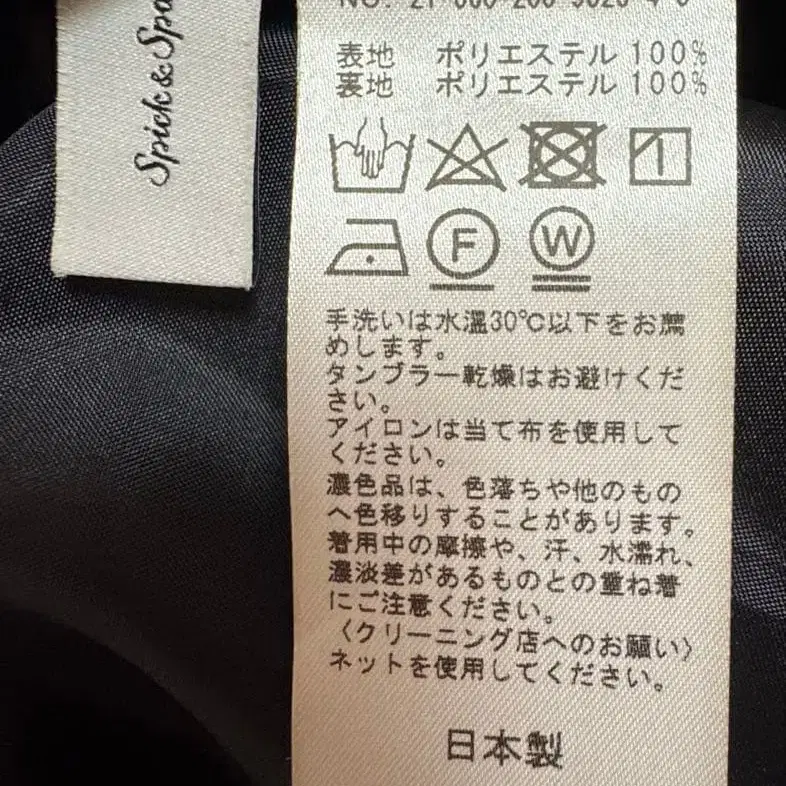 Spick & Spa
表地 ポリエステル 100%
裏地 ポリエステル 100%
F W
手洗いは水温30℃以下をお薦
めします。
タンブラー乾燥はお避けくだ
さい。
アイロンは当て布を使用して
ください。
濃色品は、色落ちや他のもの
へ色移りすることがあります。
着用中の摩擦や、汗、水濡れ、
濃淡差があるものとの重ね着
にご注意ください。
〈クリーニング店へのお願い〉
ネットを使用してください。
日本製